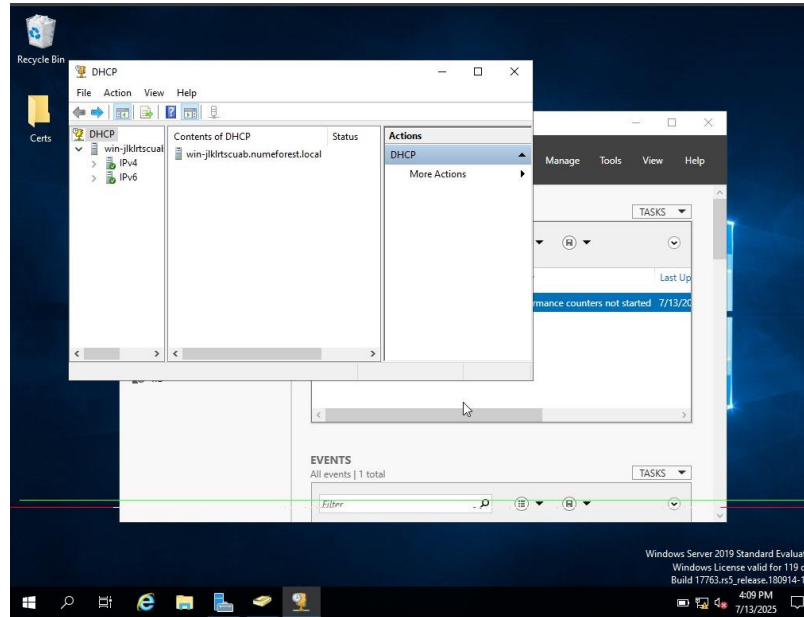 Recycle Bin
Certs
DHCP
File Action View Help
DHCP
win-jlklrtscuab
IPv4
IPv6
Contents of DHCP Status
win-jlklrtscuab.numeforest.local
Actions
DHCP
More Actions
Manage Tools View Help
TASKS
Last Up
rmance counters not started 7/13/20
EVENTS
All events | 1 total
TASKS
Filter
Windows Server 2019 Standard Evaluat
Windows License valid for 119 d
Build 17763.rs5_release.180914-1
4:09 PM
7/13/2025